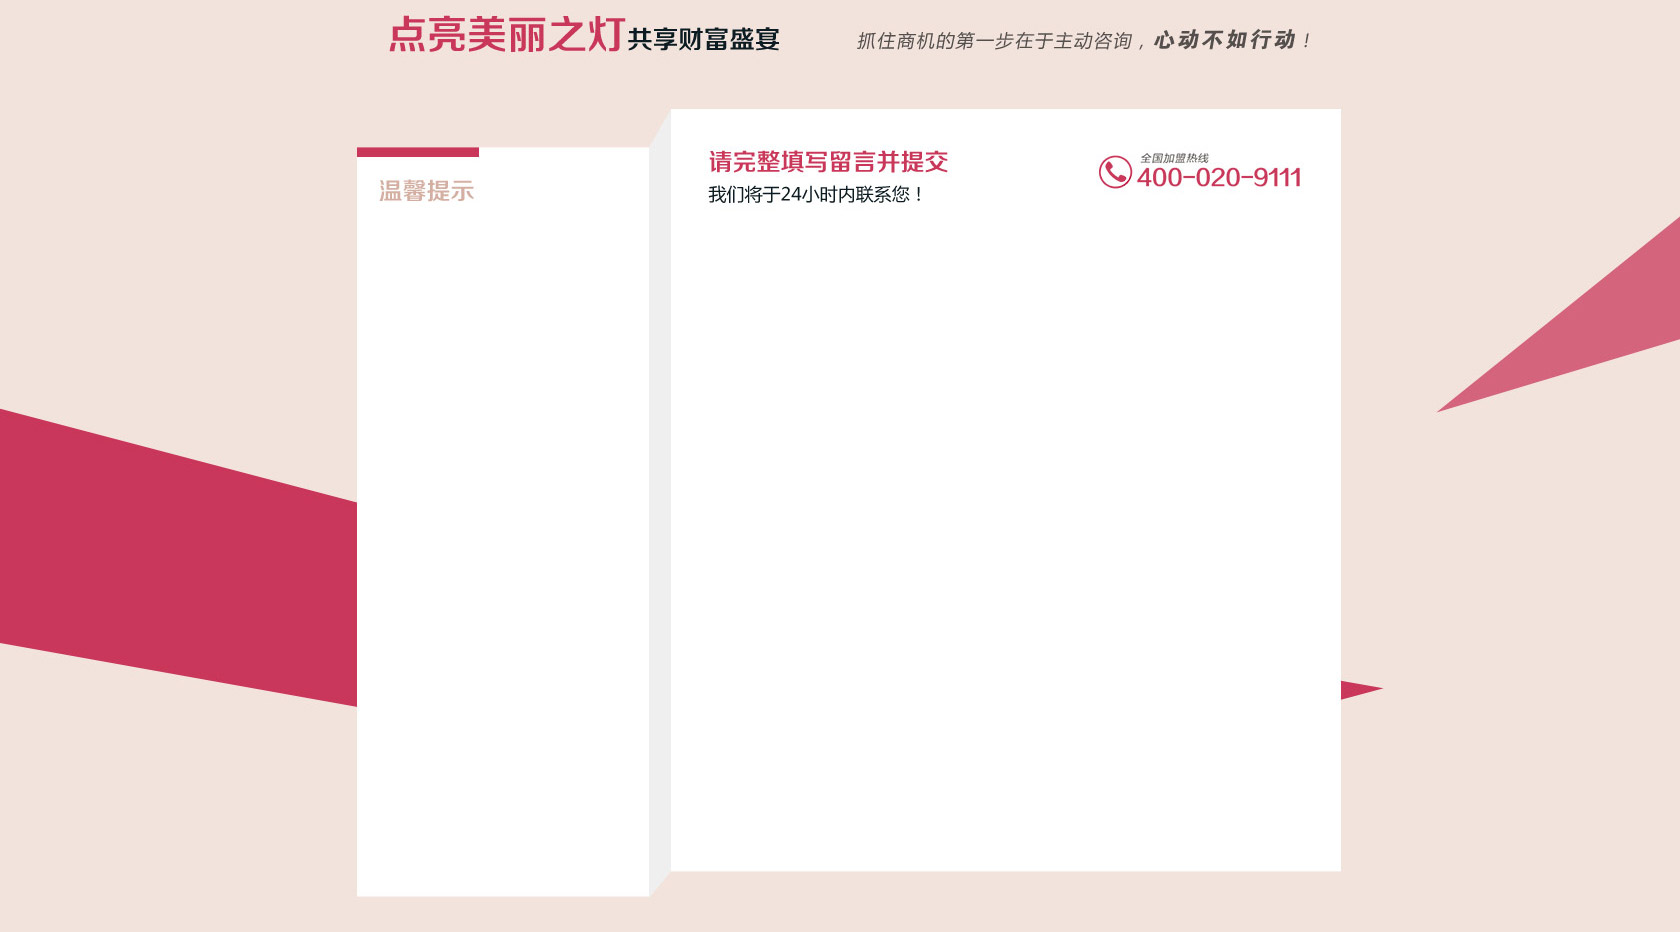 点亮美丽之灯共享财富盛宴
抓住商机的第一步在于主动咨询，心动不如行动！
温馨提示
请完整填写留言并提交
我们将于24小时内联系您！
全国加盟热线
400-020-9111